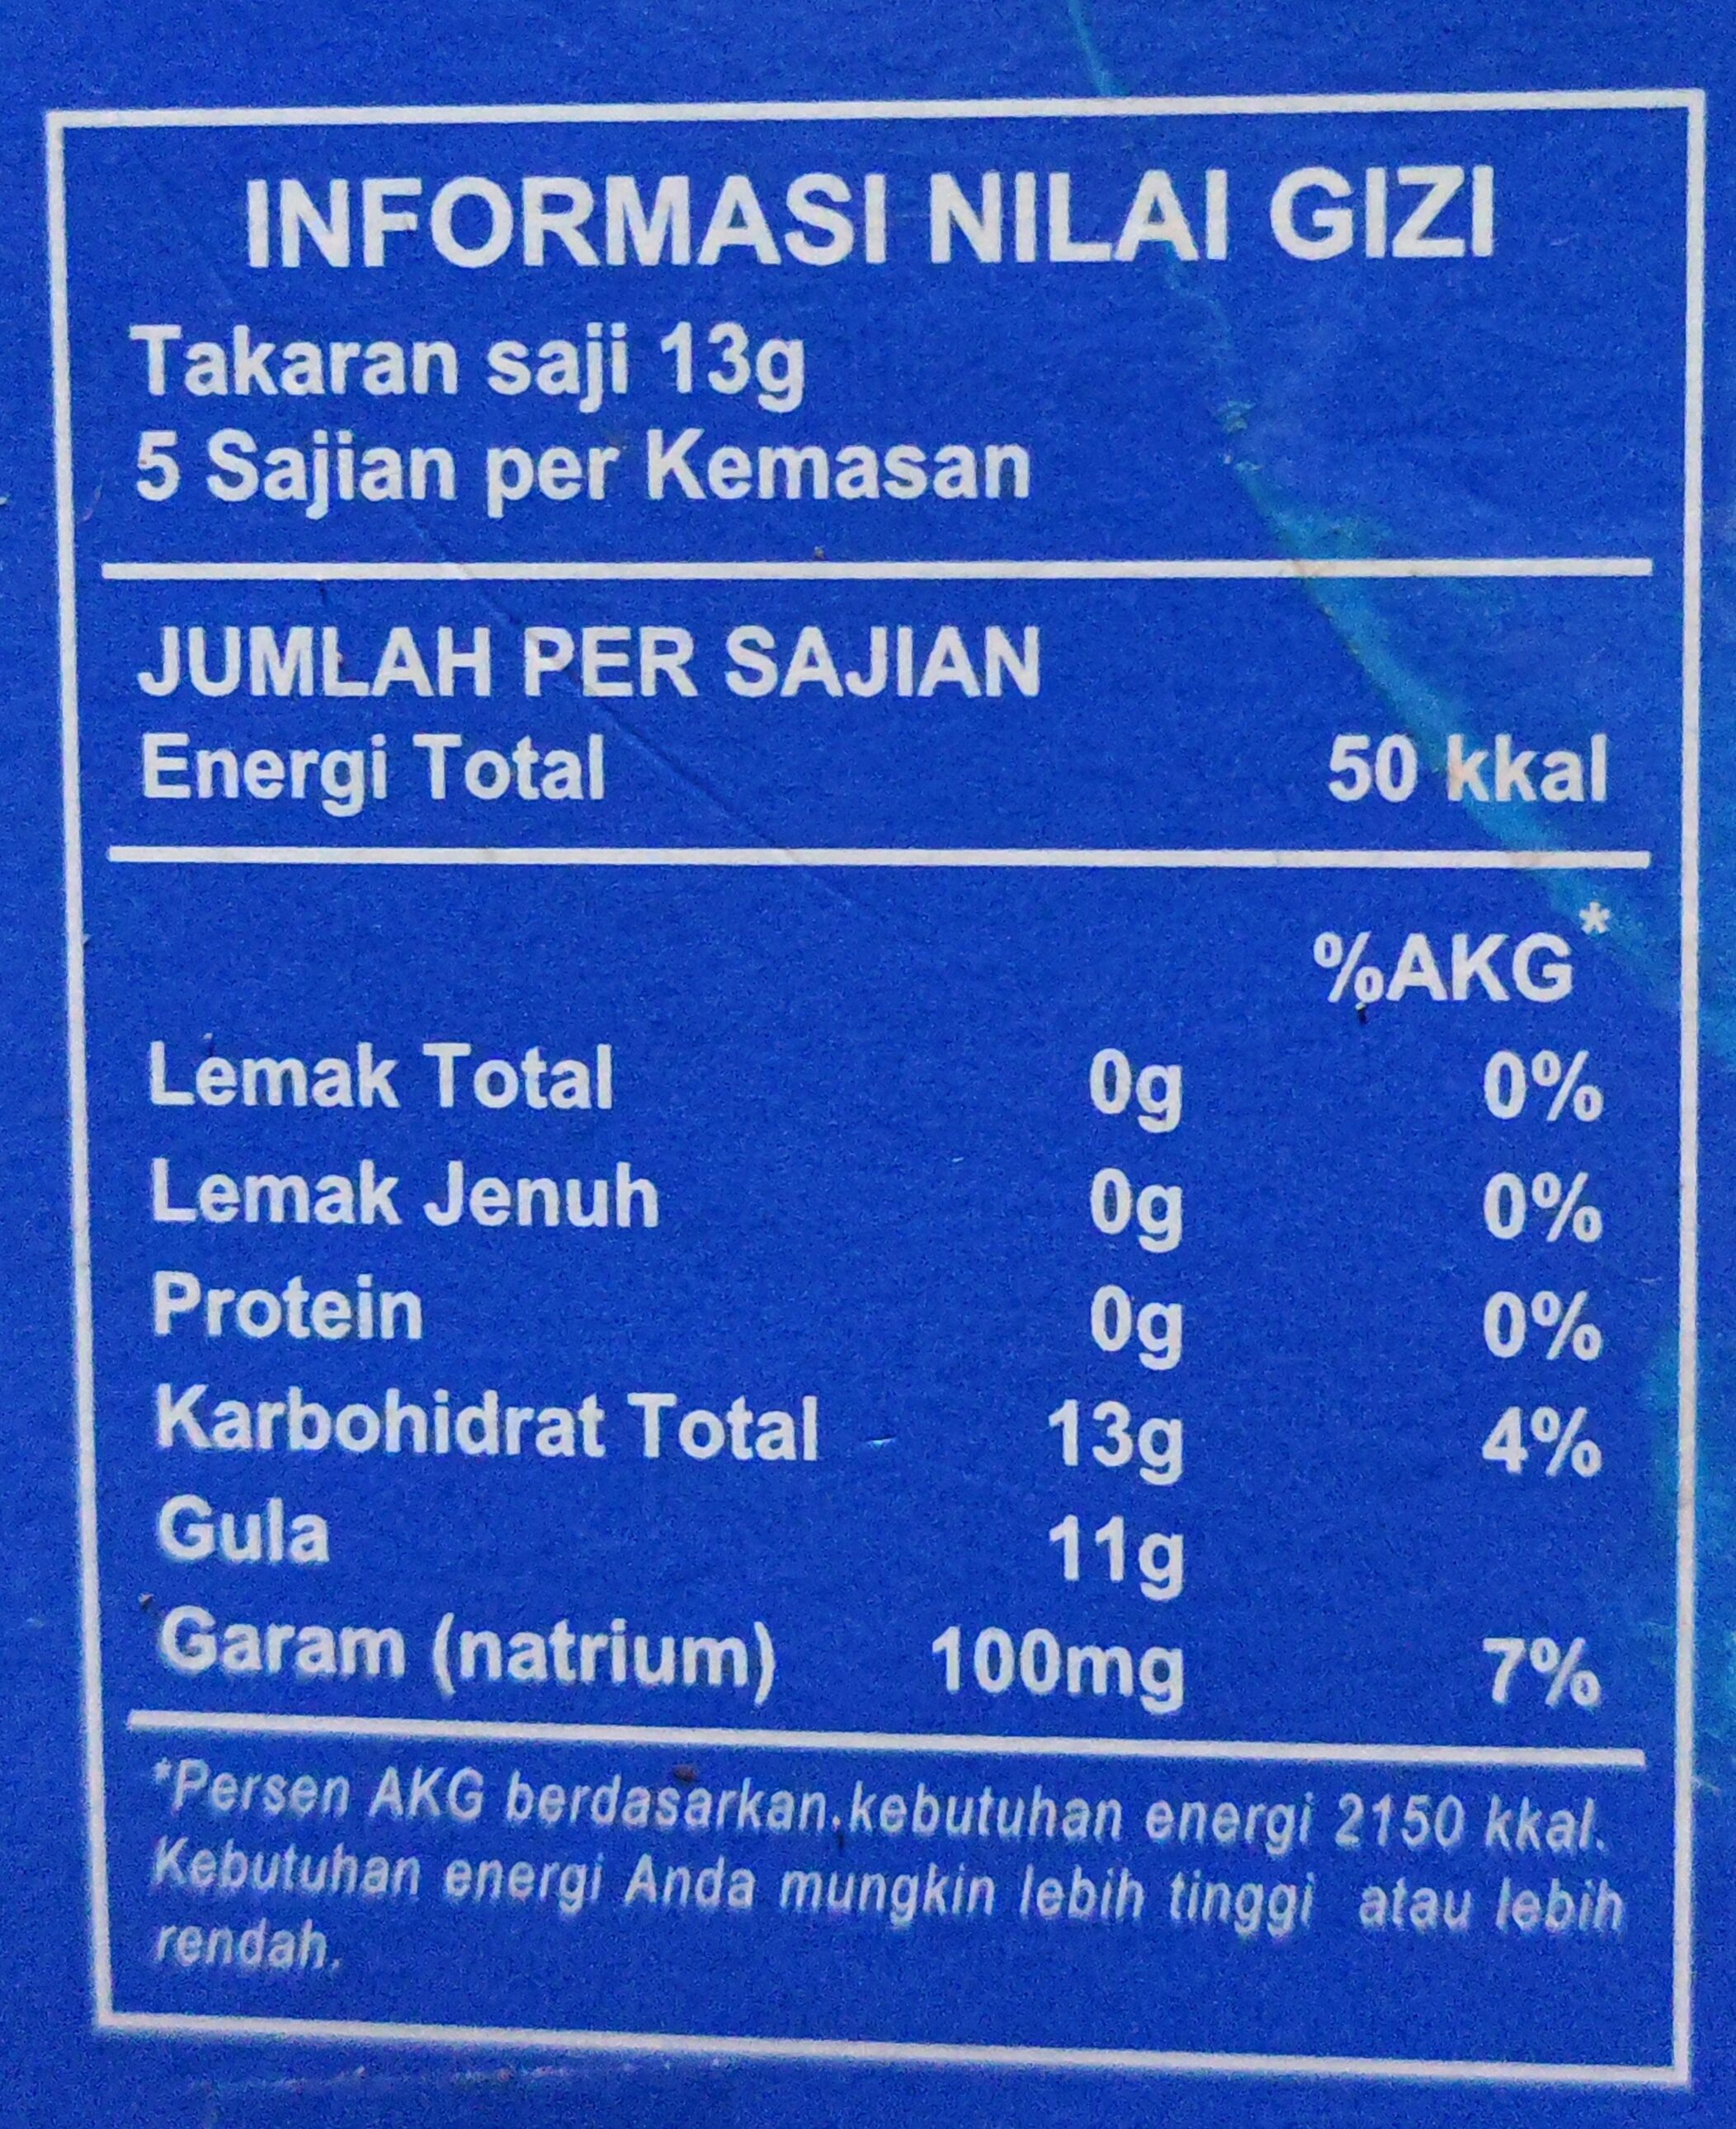 INFORMASI NILAI GIZI
Takaran saji 13g
5 Sajian per Kemasan
JUMLAH PER SAJIAN
Energi Total 50 kkal
%AKG*
Lemak Total 0g 0%
Lemak Jenuh 0g 0%
Protein 0g 0%
Karbohidrat Total 13g 4%
Gula 11g
Garam (natrium) 100mg 7%
*Persen AKG berdasarkan kebutuhan energi 2150 kkal.
Kebutuhan energi Anda mungkin lebih tinggi atau lebih
rendah.